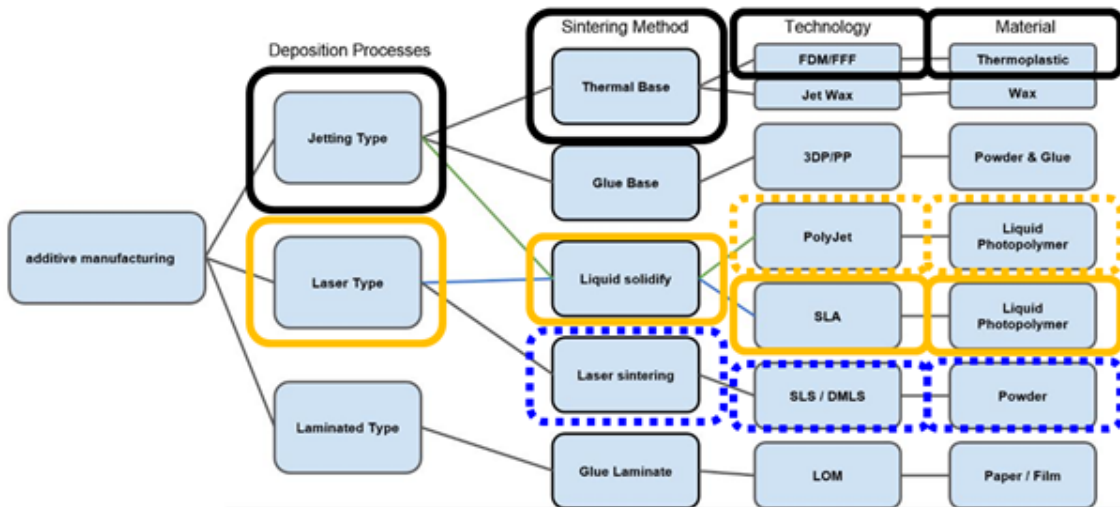 Deposition Processes
Sintering Method
Technology
Material
additive manufacturing
Jetting Type
Laser Type
Laminated Type
Thermal Base
Glue Base
Liquid solidify
Laser sintering
Glue Laminate
FDM/FFF
Jet Wax
3DP/PP
PolyJet
SLA
SLS / DMLS
LOM
Thermoplastic
Wax
Powder & Glue
Liquid
Photopolymer
Liquid
Photopolymer
Powder
Paper / Film